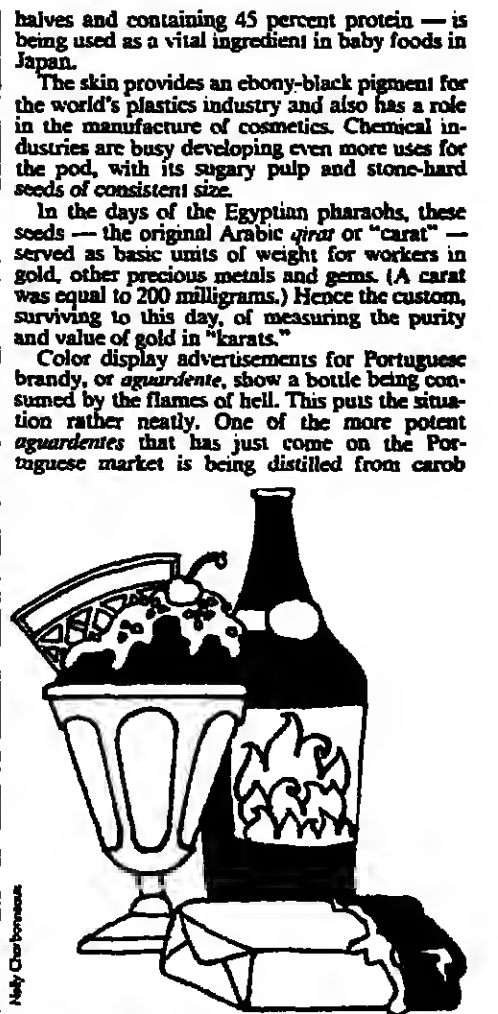 halves and containing 45 percent protein — is
being used as a vital ingredient in baby foods in
Japan.
The skin provides an ebony-black pigment for
the world's plastics industry and also has a role
in the manufacture of cosmetics. Chemical in-
dustries are busy developing even more uses for
the pod, with its sugary pulp and stone-hard
seeds of consistent size.
In the days of the Egyptian pharaohs, these
seeds — the original Arabic qirat or "carat" —
served as basic units of weight for workers in
gold, other precious metals and gems. (A carat
was equal to 200 milligrams.) Hence the custom,
surviving to this day, of measuring the purity
and value of gold in "karats."
Color display advertisements for Portuguese
brandy, or aguardente, show a bottle being con-
sumed by the flames of hell. This puts the situa-
tion rather neatly. One of the more potent
aguardentes that has just come on the Por-
tuguese market is being distilled from carob
Nelly Charbonneaux